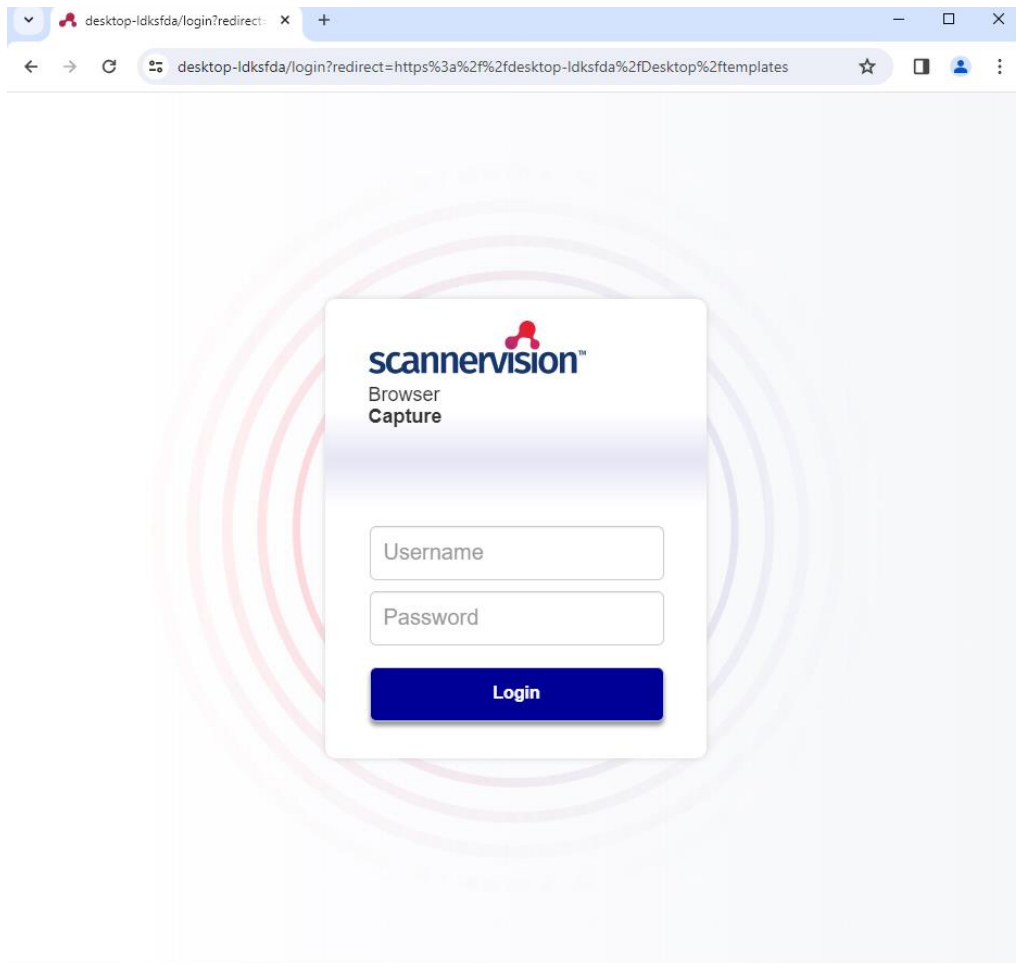 desktop-ldksfda/login?redirect=
desktop-ldksfda/login?redirect=https%3a%2f%2fdesktop-ldksfda%2fDesktop%2ftemplates
scannervision™
Browser
Capture
Username
Password
Login